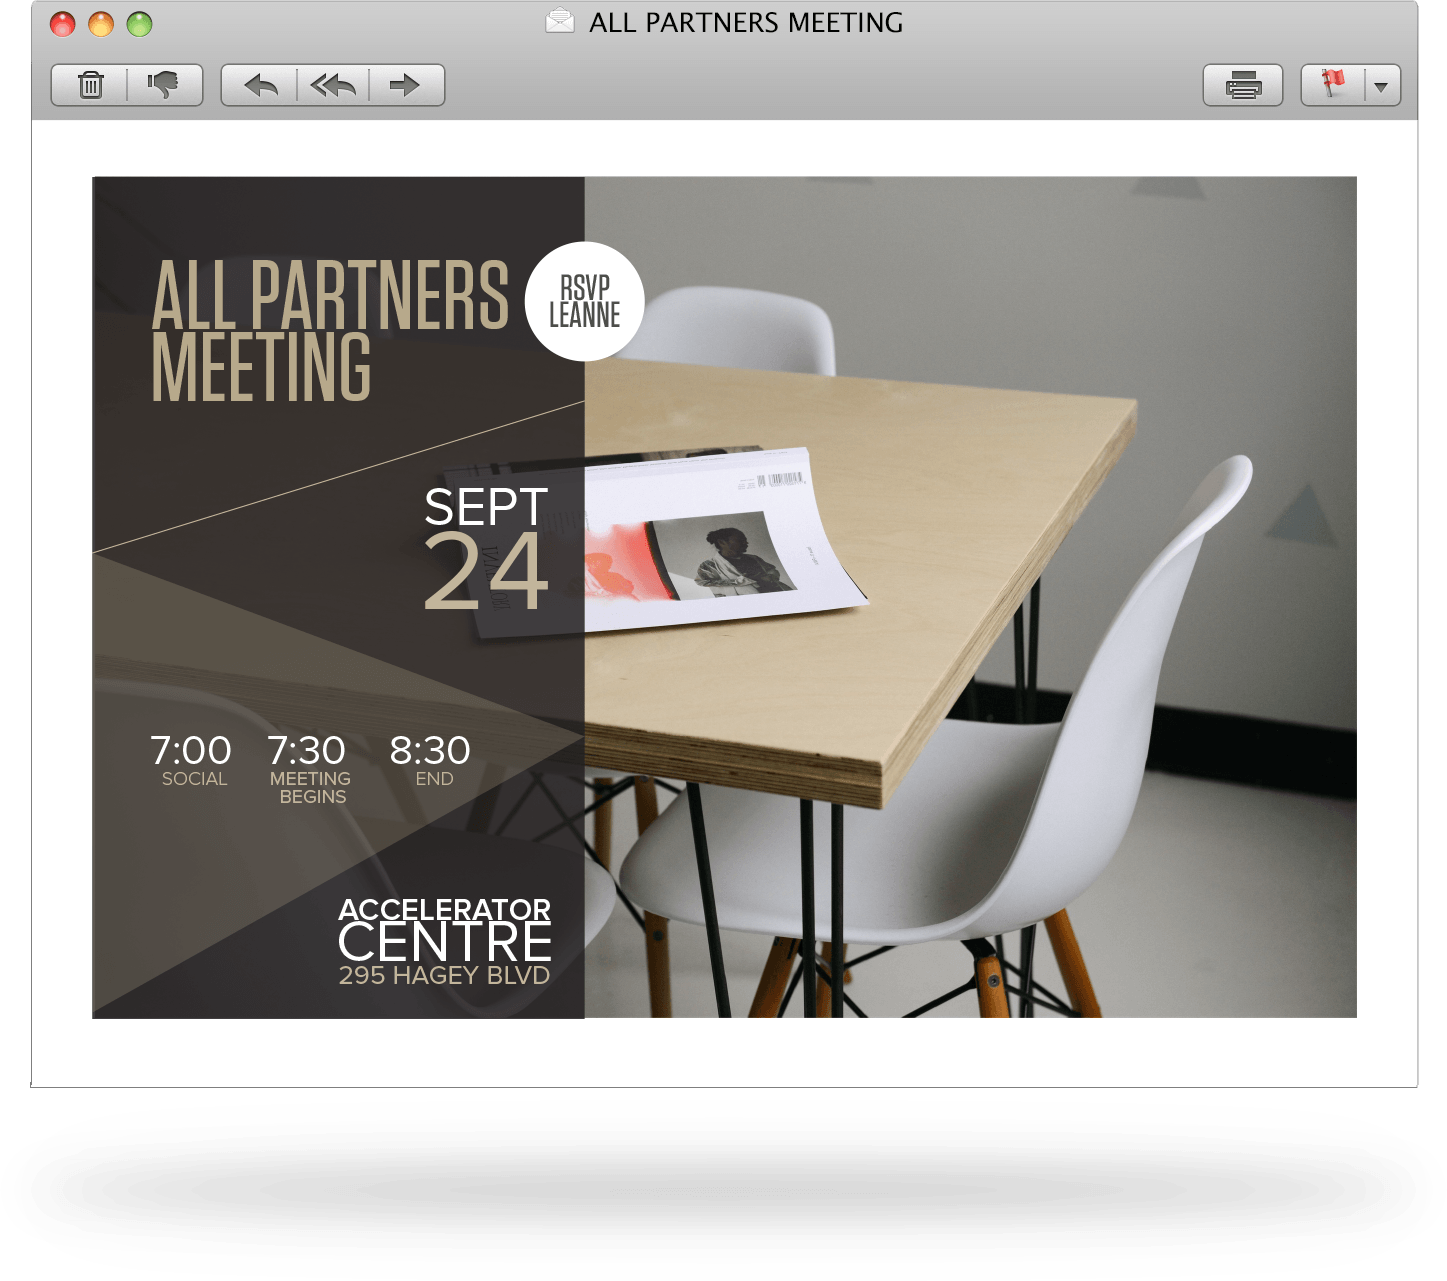 ALL PARTNERS MEETING
ALL PARTNERS
MEETING
RSVP
LEANNE
SEPT
24
7:00
SOCIAL
7:30
MEETING
BEGINS
8:30
END
ACCELERATOR
CENTRE
295 HAGEY BLVD